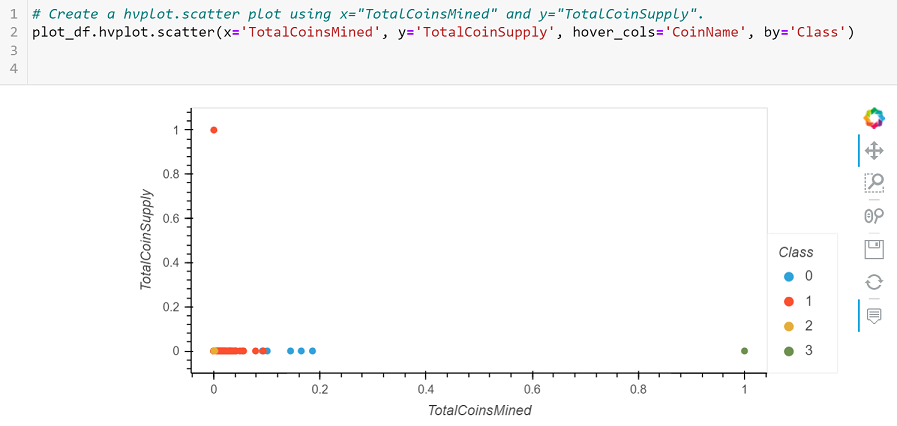 1 # Create a hvplot.scatter plot using x="TotalCoinsMined" and y="TotalCoinSupply".
2 plot_df.hvplot.scatter(x='TotalCoinsMined', y='TotalCoinSupply', hover_cols='CoinName', by='Class')
3
4
1
0.8
0.6
0.4
0.2
0
TotalCoinSupply
0 0.2 0.4 0.6 0.8 1
TotalCoinsMined
Class
0
1
2
3